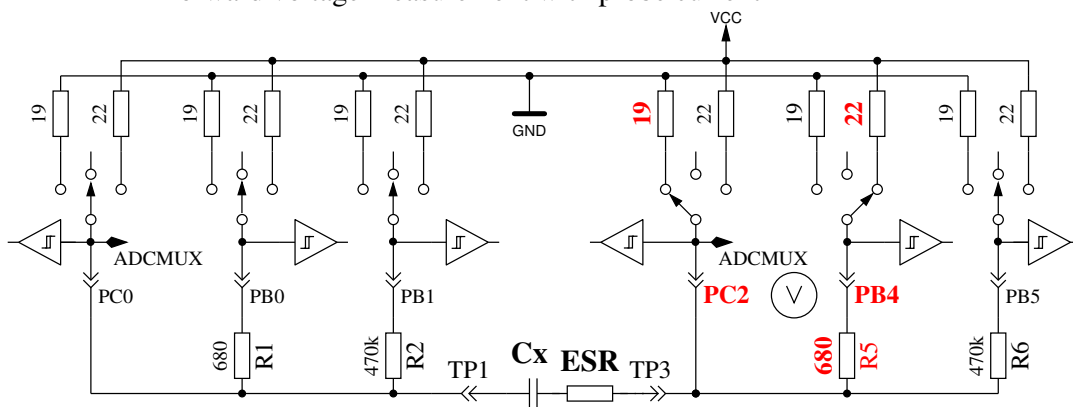 VCC
19 22 19 22 19 22 19 22 19 22 19 22
GND
ADCMUX ADCMUX
PC0 PB0 PB1 PC2 V PB4 PB5
680 R1 470k R2 680 R5 470k R6
TP1 Cx ESR TP3